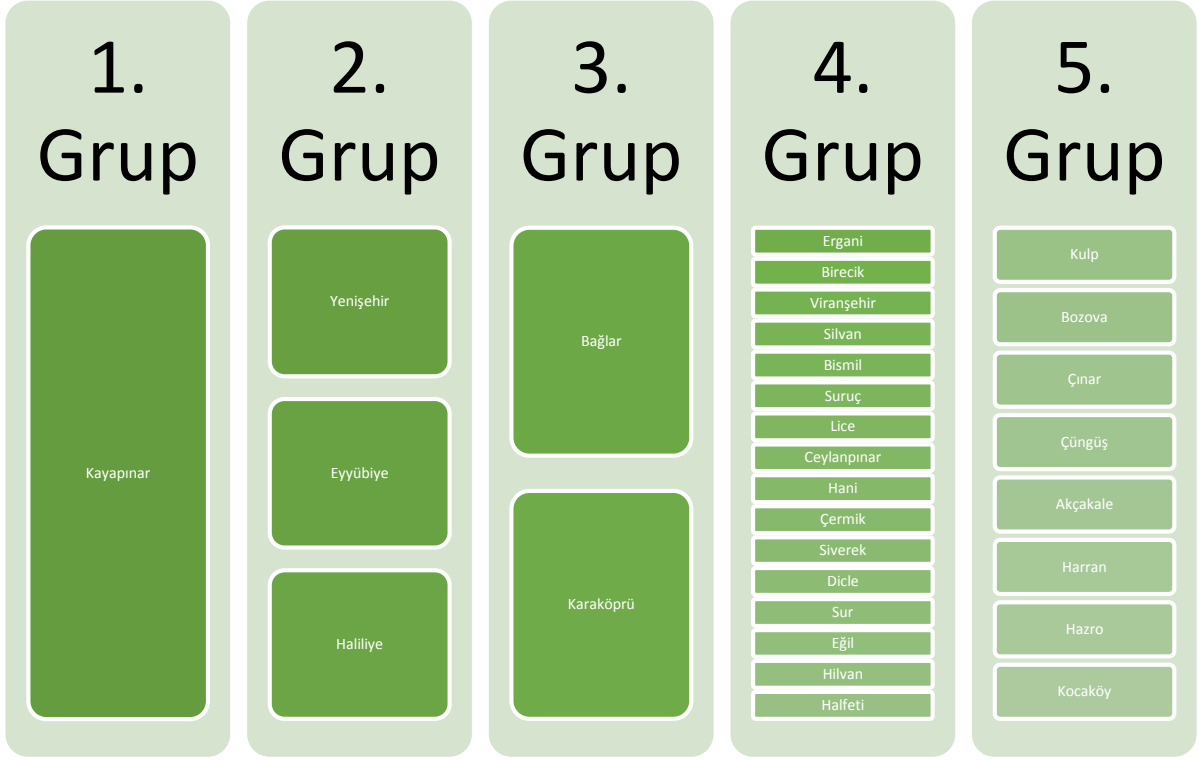 1.
Grup
Kayapınar
2.
Grup
Yenişehir
Eyyübiye
Haliliye
3.
Grup
Bağlar
Karaköprü
4.
Grup
Ergani
Birecik
Viranşehir
Silvan
Bismil
Suruç
Lice
Ceylanpınar
Hani
Çermik
Siverek
Dicle
Sur
Eğil
Hilvan
Halfeti
5.
Grup
Kulp
Bozova
Çınar
Çüngüş
Akçakale
Harran
Hazro
Kocaköy